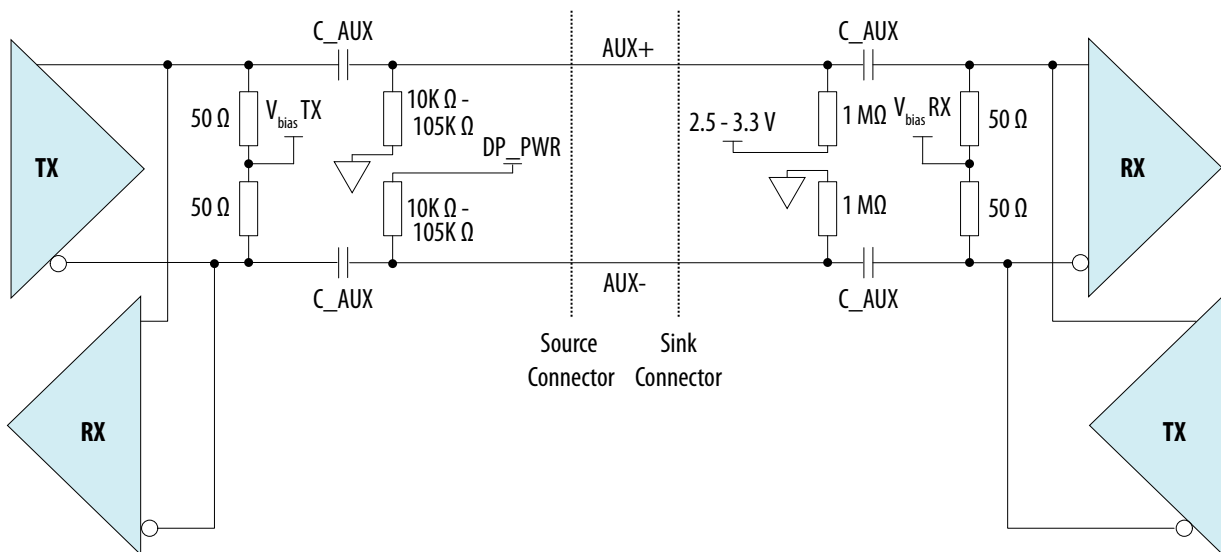 C_AUX
AUX+
C_AUX
50 Ω
V_bias TX
10K Ω -
105K Ω
DP_PWR
2.5 - 3.3 V
1 MΩ
V_bias RX
50 Ω
TX
RX
50 Ω
10K Ω -
105K Ω
1 MΩ
50 Ω
C_AUX
AUX-
C_AUX
Source
Connector
Sink
Connector
RX
TX